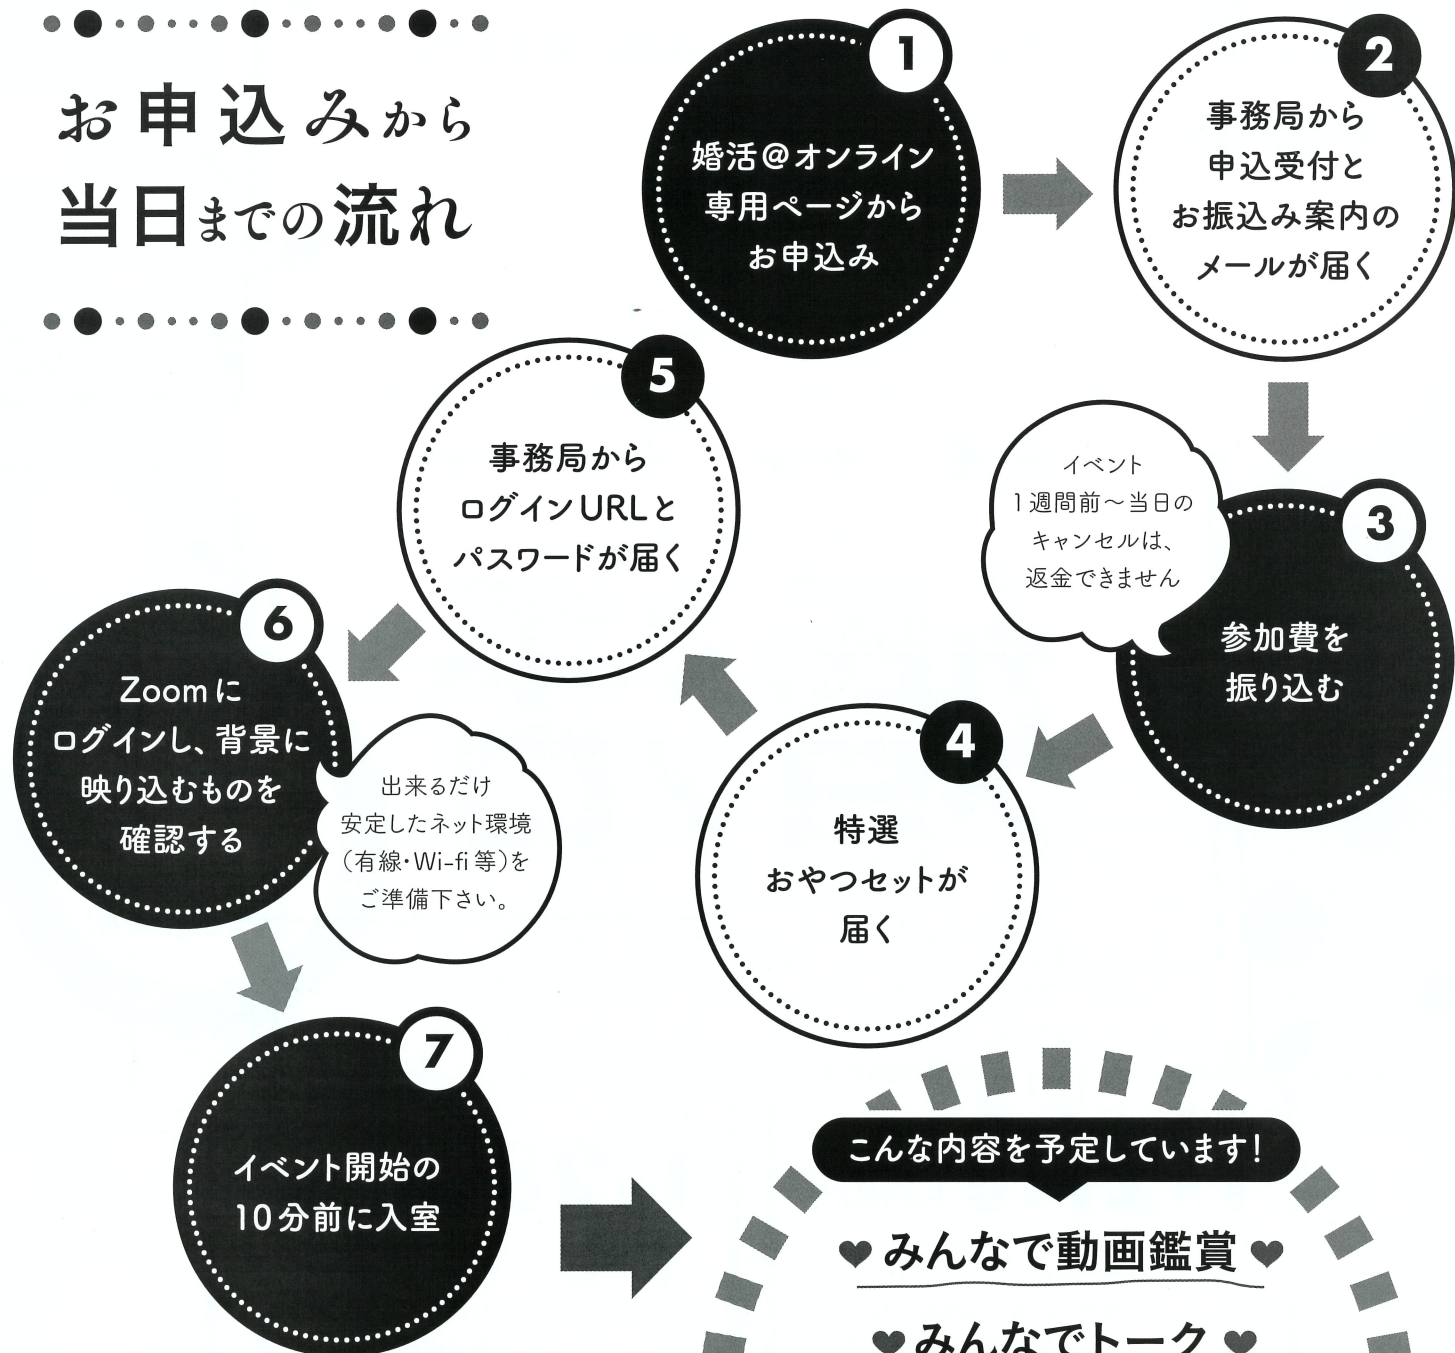 お申込みから
当日までの流れ
1
婚活@オンライン
専用ページから
お申込み
2
事務局から
申込受付と
お振込み案内の
メールが届く
3
参加費を
振り込む
イベント
1週間前～当日の
キャンセルは、
返金できません
4
特選
おやつセットが
届く
5
事務局から
ログインURLと
パスワードが届く
6
Zoomに
ログインし、背景に
映り込むものを
確認する
出来るだけ
安定したネット環境
（有線・Wi-fi等）を
ご準備下さい。
7
イベント開始の
10分前に入室
こんな内容を予定しています！
みんなで動画鑑賞
みんなでトーク